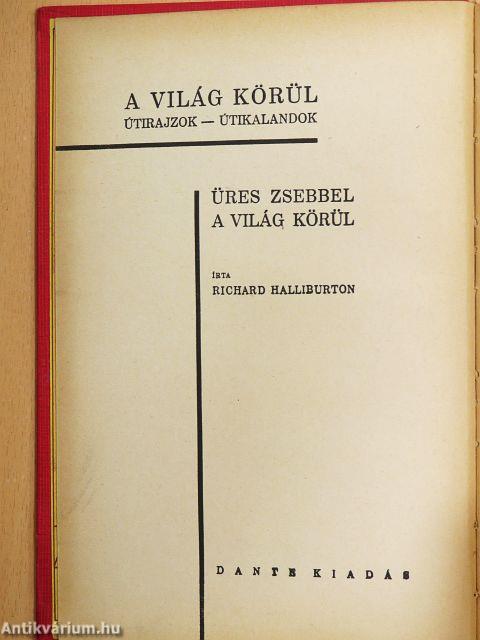 A VILÁG KÖRÜL
ÚTIRAJZOK — ÚTIKALANDOK
ÜRES ZSEBBEL
A VILÁG KÖRÜL
ÍRTA
RICHARD HALLIBURTON
DANTE KIADÁS
Antikvárium.hu